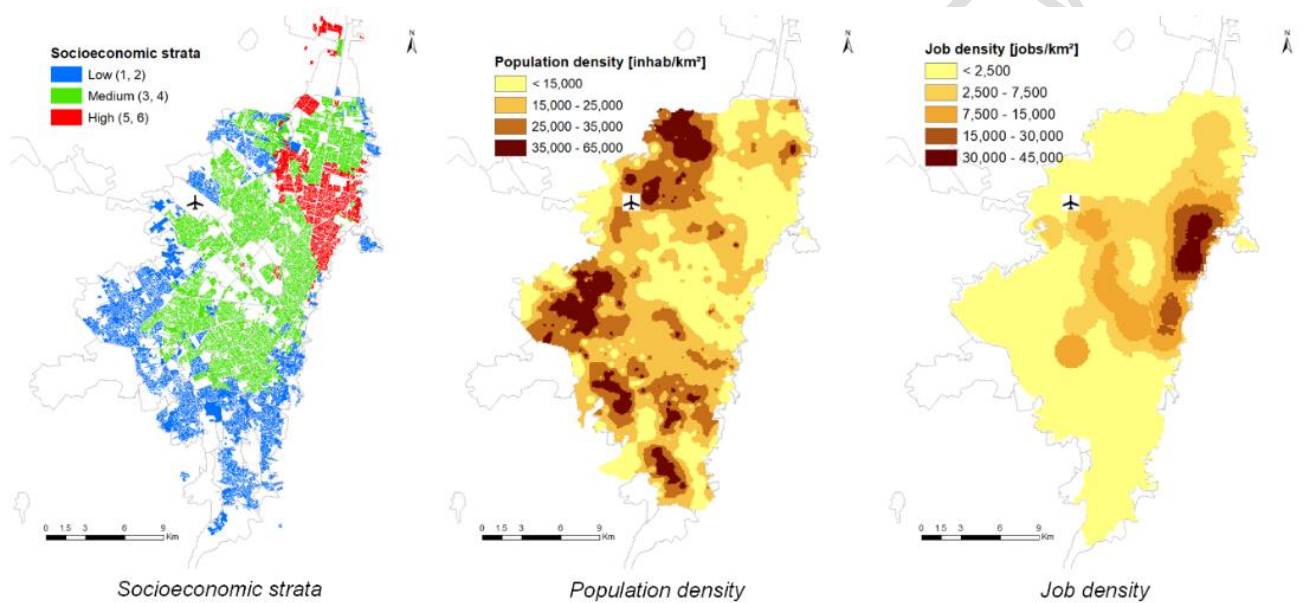 Socioeconomic strata
Low (1, 2)
Medium (3, 4)
High (5, 6)
N
0 1.5 3 6 9
Km
Socioeconomic strata
Population density [inhab/km²]
< 15,000
15,000 - 25,000
25,000 - 35,000
35,000 - 65,000
N
0 1.5 3 6 9
Km
Population density
Job density [jobs/km²]
< 2,500
2,500 - 7,500
7,500 - 15,000
15,000 - 30,000
30,000 - 45,000
N
0 1.5 3 6 9
Km
Job density